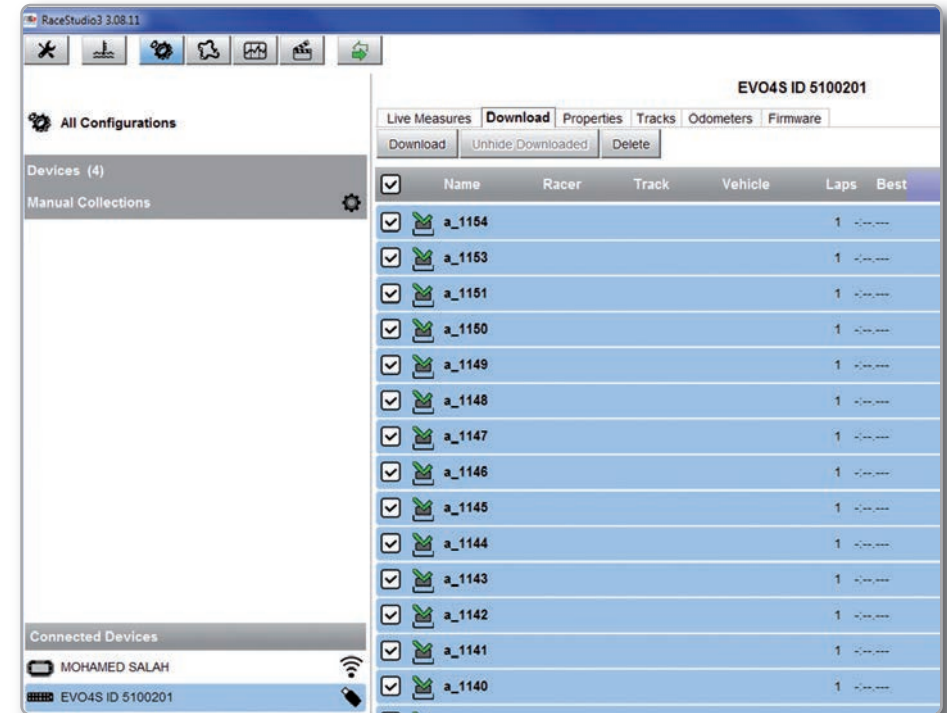 RaceStudio3 3.08.11
EVO4S ID 5100201
All Configurations
Live Measures Download Properties Tracks Odometers Firmware
Download Unhide Downloaded Delete
Devices (4)
Manual Collections
Name Racer Track Vehicle Laps Best
a_1154 1 -:--.---
a_1153 1 -:--.---
a_1151 1 -:--.---
a_1150 1 -:--.---
a_1149 1 -:--.---
a_1148 1 -:--.---
a_1147 1 -:--.---
a_1146 1 -:--.---
a_1145 1 -:--.---
a_1144 1 -:--.---
a_1143 1 -:--.---
a_1142 1 -:--.---
a_1141 1 -:--.---
a_1140 1 -:--.---
Connected Devices
MOHAMED SALAH
EVO4S ID 5100201